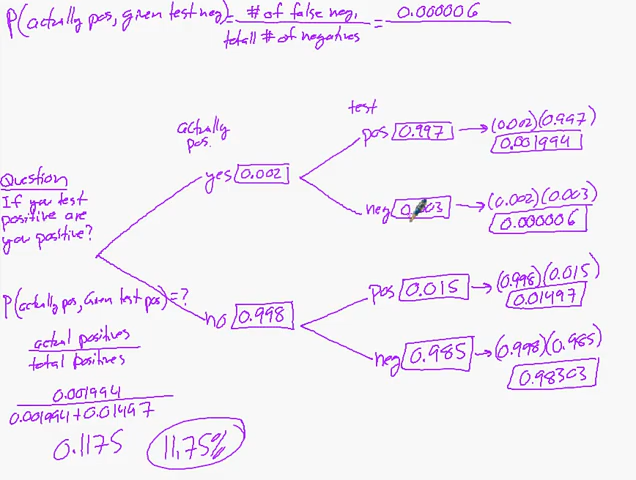 P(actually pos, given test neg) = # of false neg. / totall # of negatives = 0.000006
test
actually
pos.
pos 0.997 → (0.002)(0.997)
0.001994
yes 0.002
neg 0.003 → (0.002)(0.003)
0.000006
Question
If you test
positive are
you positive?
pos 0.015 → (0.998)(0.015)
0.01497
P(actually pos, Given test pos) = ?
no 0.998
neg 0.985 → (0.998)(0.985)
0.98303
actual positives
total positives
0.001994
0.001994 + 0.01497
0.1175 11.75%